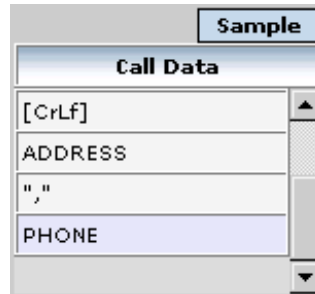 Sample
Call Data
[CrLf]
ADDRESS
","
PHONE